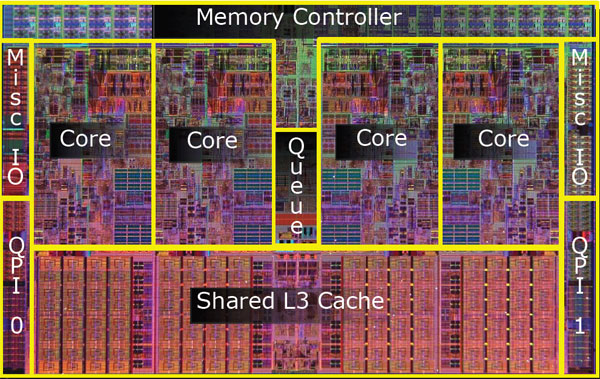 Memory Controller
Misc IO
Core
Core
Queue
Core
Core
Misc IO
QPI 0
Shared L3 Cache
QPI 1